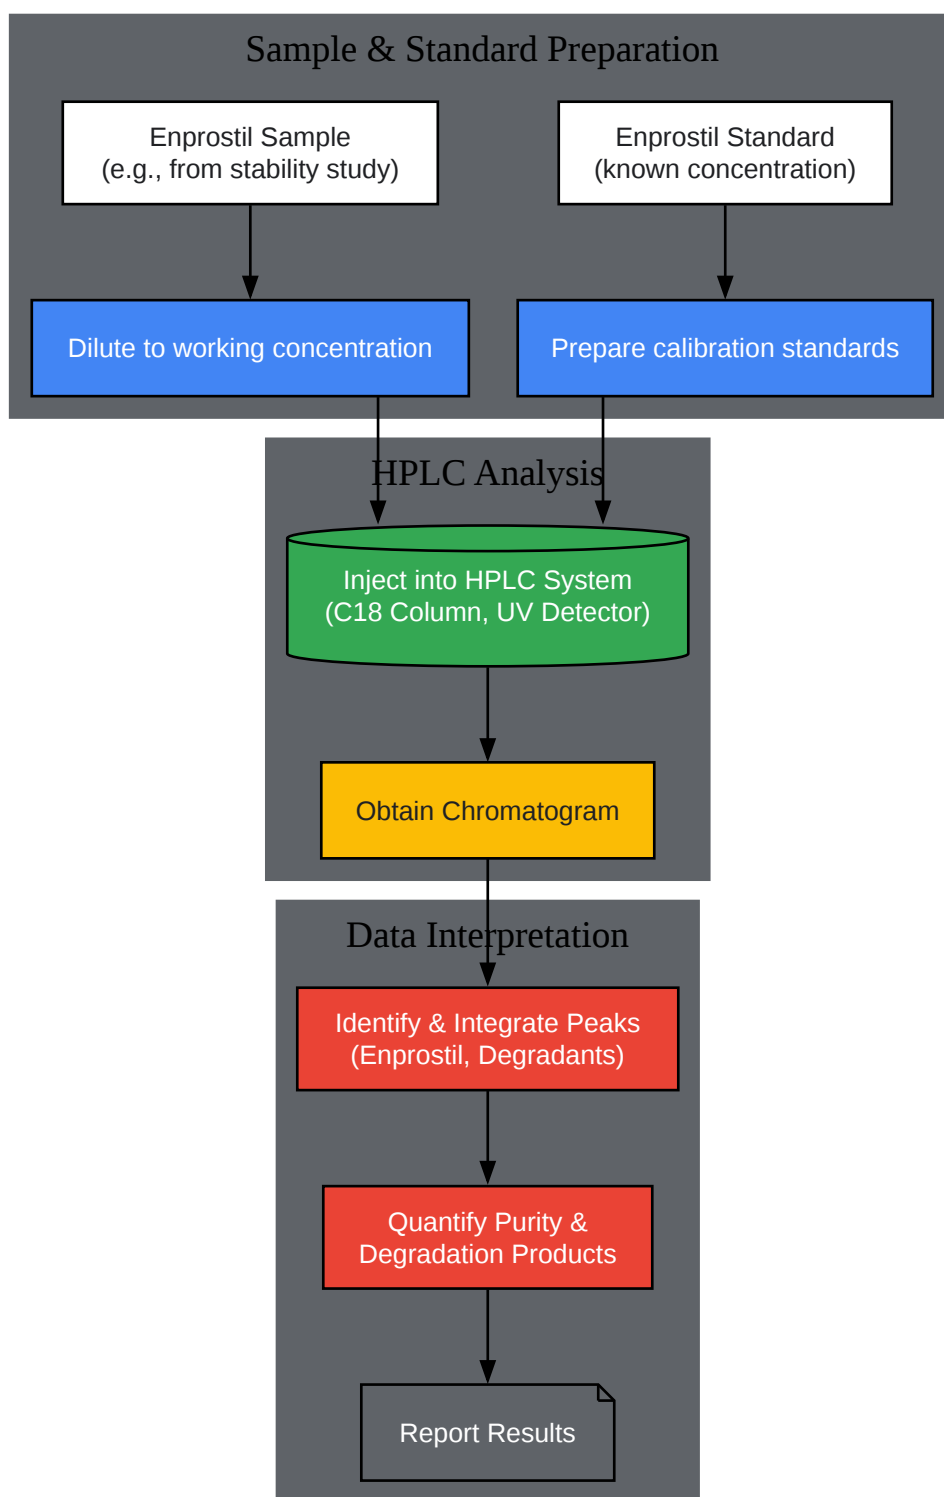 Sample & Standard Preparation
Enprostil Sample
(e.g., from stability study)
Enprostil Standard
(known concentration)
Dilute to working concentration
Prepare calibration standards
HPLC Analysis
Inject into HPLC System
(C18 Column, UV Detector)
Obtain Chromatogram
Data Interpretation
Identify & Integrate Peaks
(Enprostil, Degradants)
Quantify Purity &
Degradation Products
Report Results